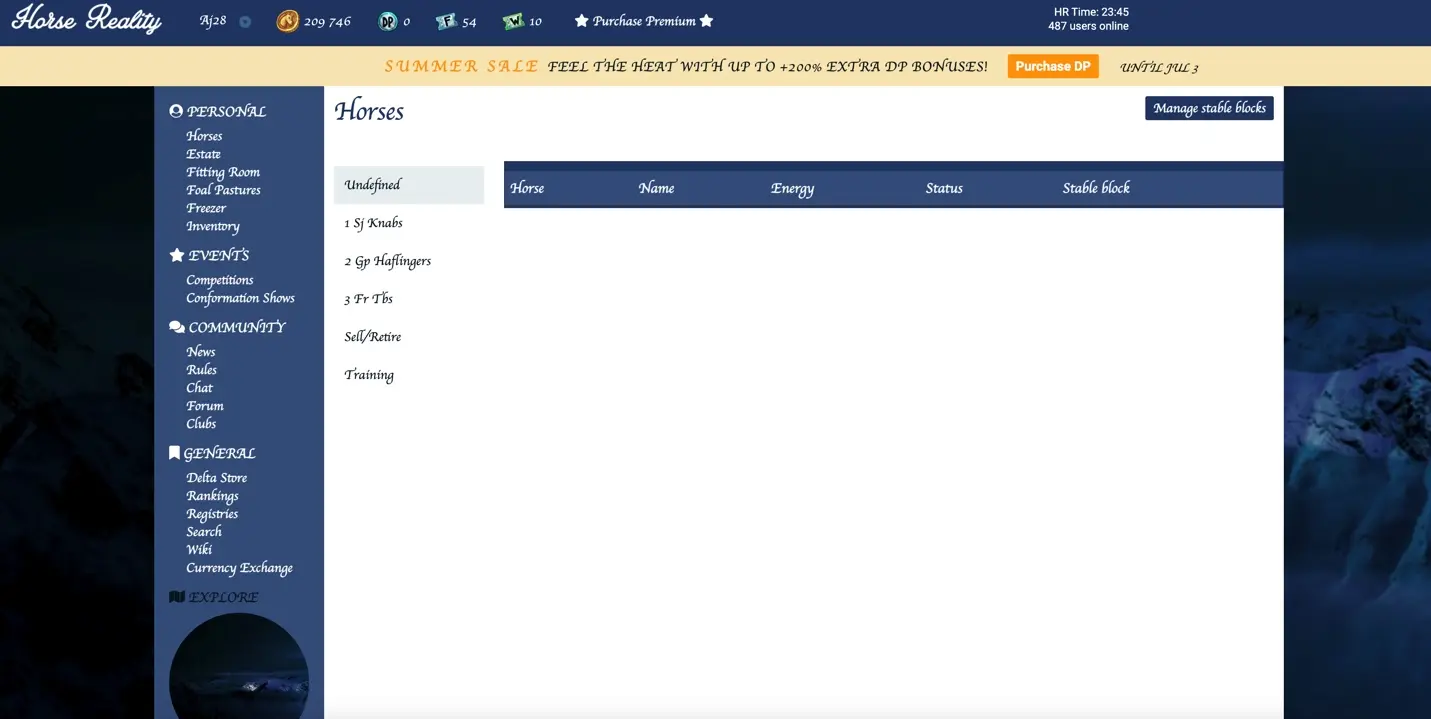 Horse Reality
Aj28 209 746 DP 0 F 54 W 10 Purchase Premium
HR Time: 23:45
487 users online
SUMMER SALE FEEL THE HEAT WITH UP TO +200% EXTRA DP BONUSES! Purchase DP UNTIL JUL 3
PERSONAL
Horses
Estate
Fitting Room
Foal Pastures
Freezer
Inventory
EVENTS
Competitions
Conformation Shows
COMMUNITY
News
Rules
Chat
Forum
Clubs
GENERAL
Delta Store
Rankings
Registries
Search
Wiki
Currency Exchange
EXPLORE
Horses
Manage stable blocks
Undefined
1 Sj Knabs
2 Gp Haflingers
3 Fr Tbs
Sell/Retire
Training
Horse Name Energy Status Stable block